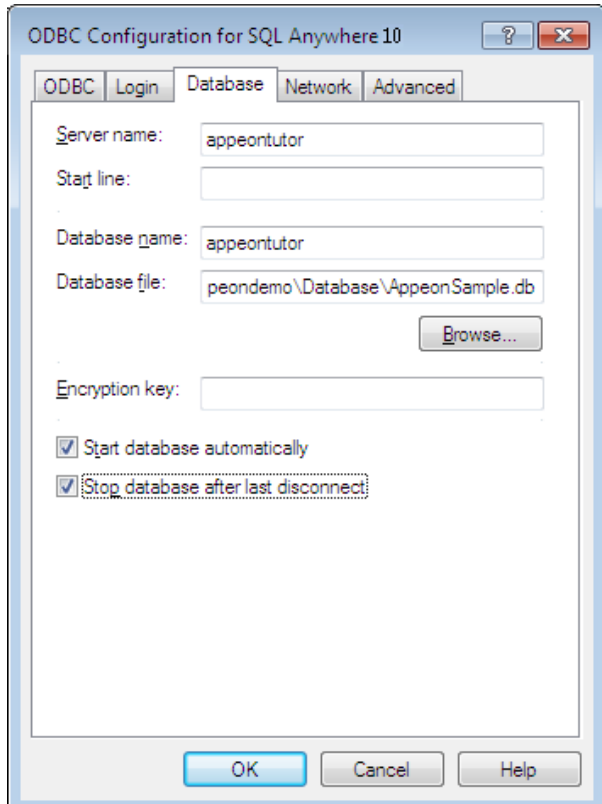 ODBC Configuration for SQL Anywhere 10
ODBC Login Database Network Advanced
Server name: appeontutor
Start line:
Database name: appeontutor
Database file: peondemo\Database\AppeonSample.db
Browse...
Encryption key:
Start database automatically
Stop database after last disconnect
OK Cancel Help